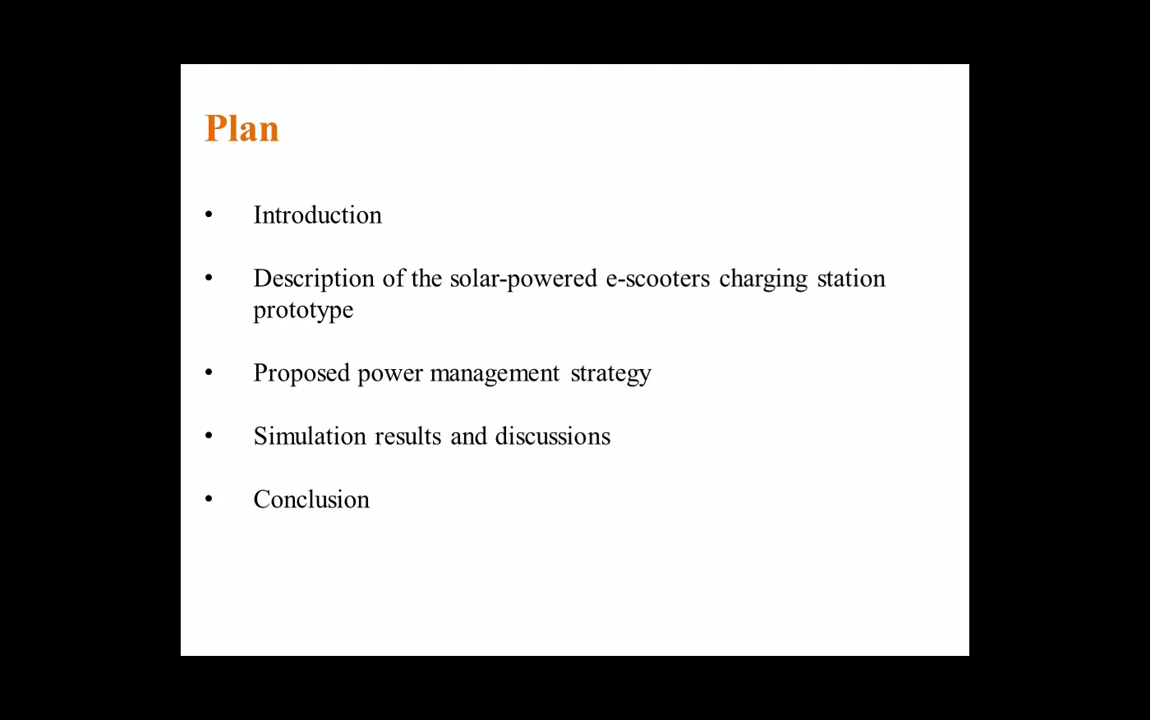 Plan
• Introduction
• Description of the solar-powered e-scooters charging station
prototype
• Proposed power management strategy
• Simulation results and discussions
• Conclusion